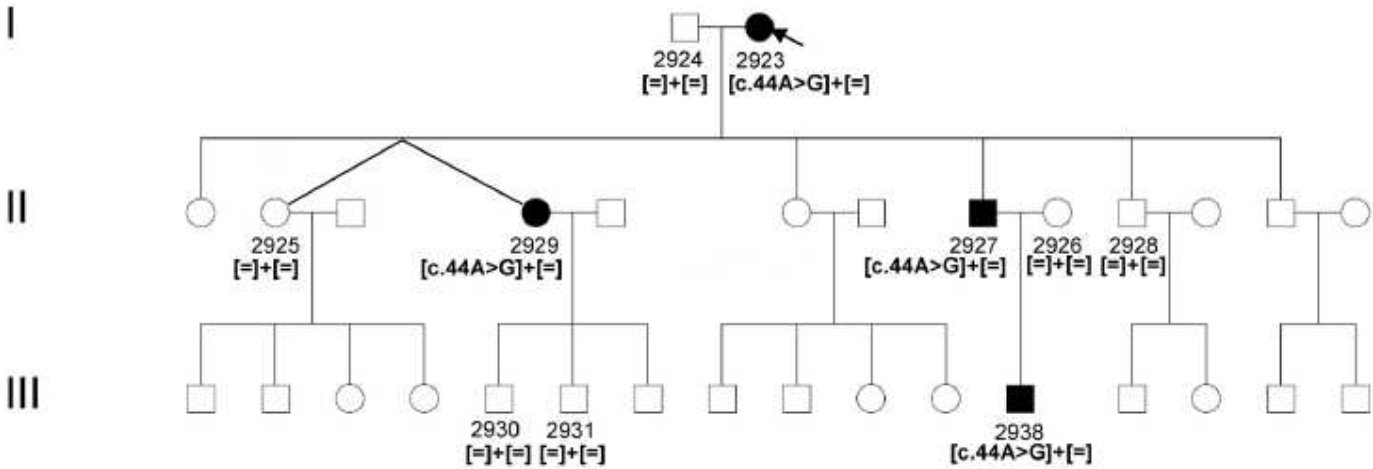 I
2924 2923
[=]+[=] [c.44A>G]+[=]
II
2925 2929 2927 2926 2928
[=]+[=] [c.44A>G]+[=] [c.44A>G]+[=] [=]+[=] [=]+[=]
III
2930 2931 2938
[=]+[=] [=]+[=] [c.44A>G]+[=]